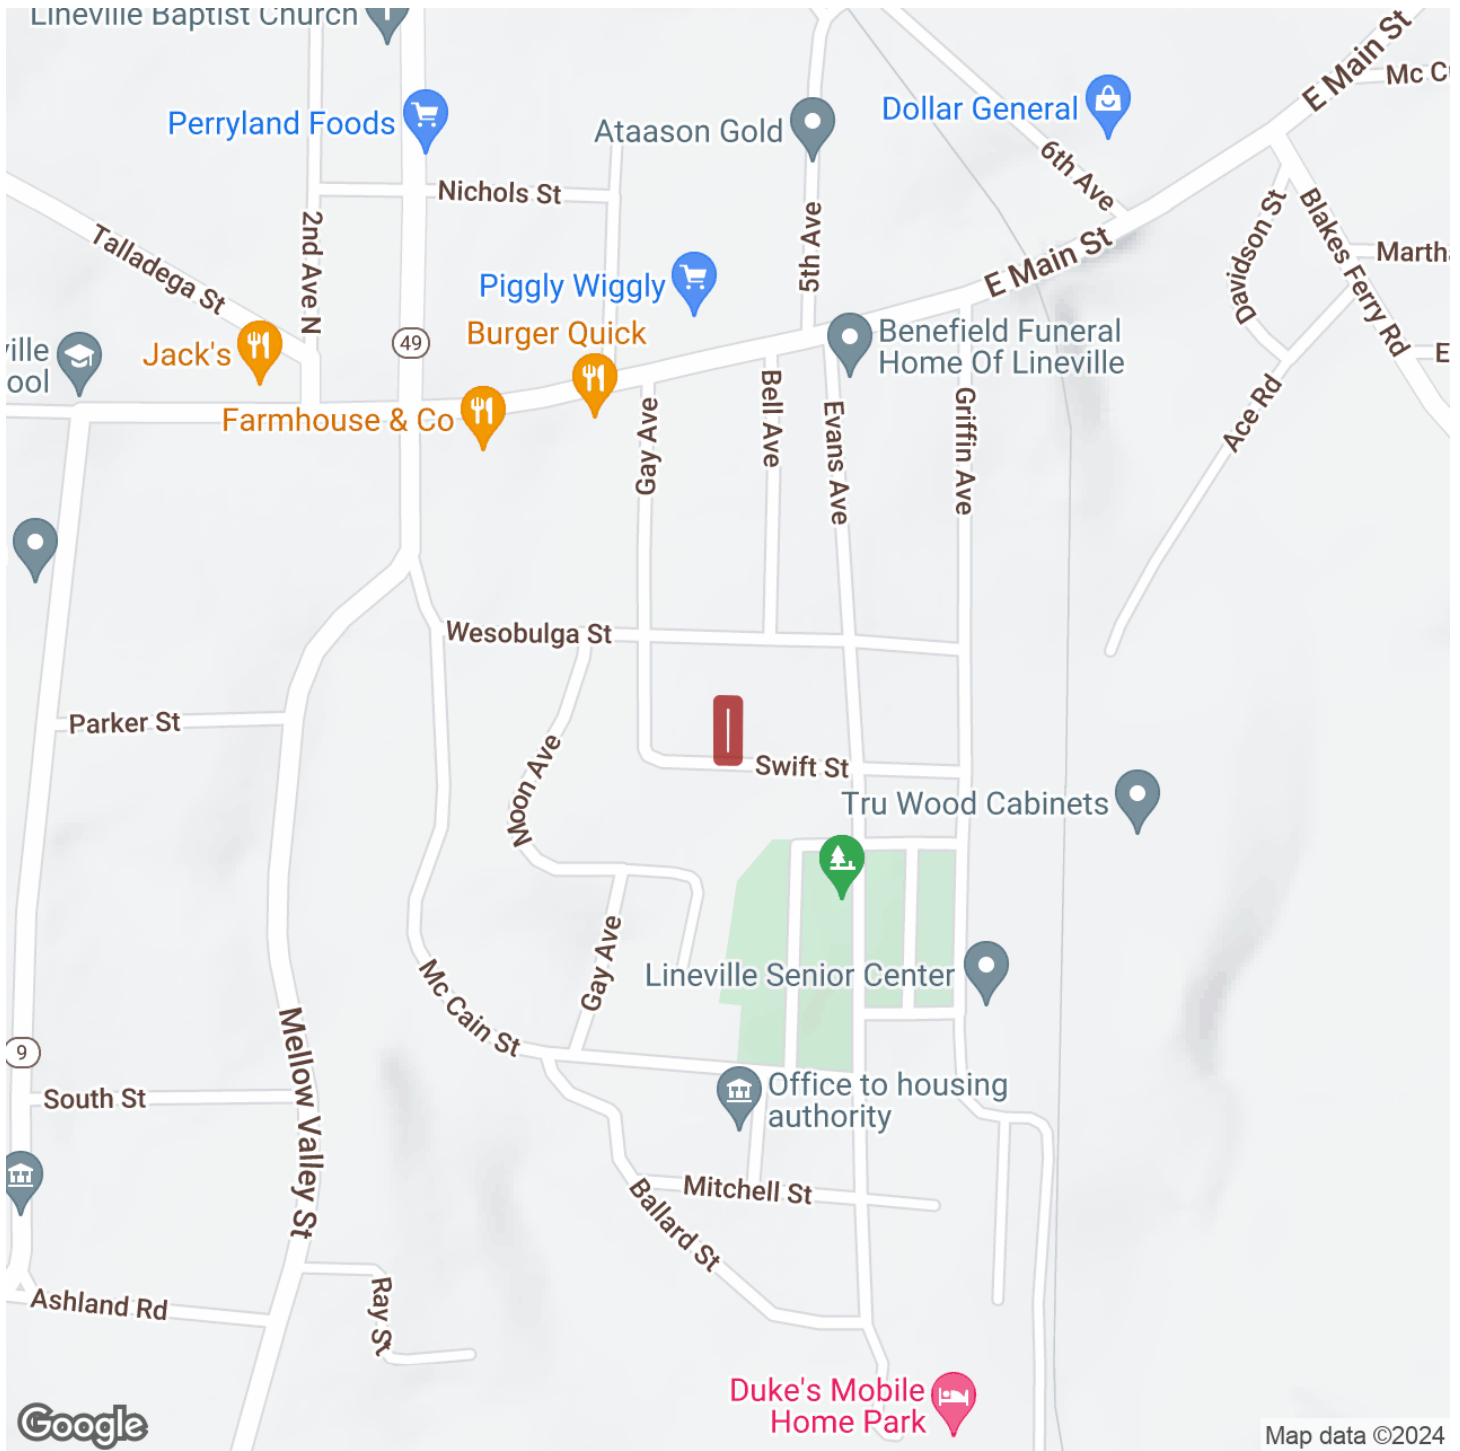 Lineville Baptist Church
E Main St
Mc C
Perryland Foods
Ataason Gold
Dollar General
6th Ave
Nichols St
2nd Ave N
Talladega St
5th Ave
E Main St
Davidson St
Blakes Ferry Rd
Martha
Piggly Wiggly
Burger Quick
49
Jack's
ville
ool
Benefield Funeral
Home Of Lineville
E
Farmhouse & Co
Gay Ave
Bell Ave
Evans Ave
Griffin Ave
Ace Rd
Wesobulga St
Parker St
Moon Ave
Swift St
Tru Wood Cabinets
Gay Ave
Lineville Senior Center
Mc Cain St
9
Mellow Valley St
South St
Office to housing
authority
Mitchell St
Ballard St
Ashland Rd
Ray St
Duke's Mobile
Home Park
Google
Map data ©2024